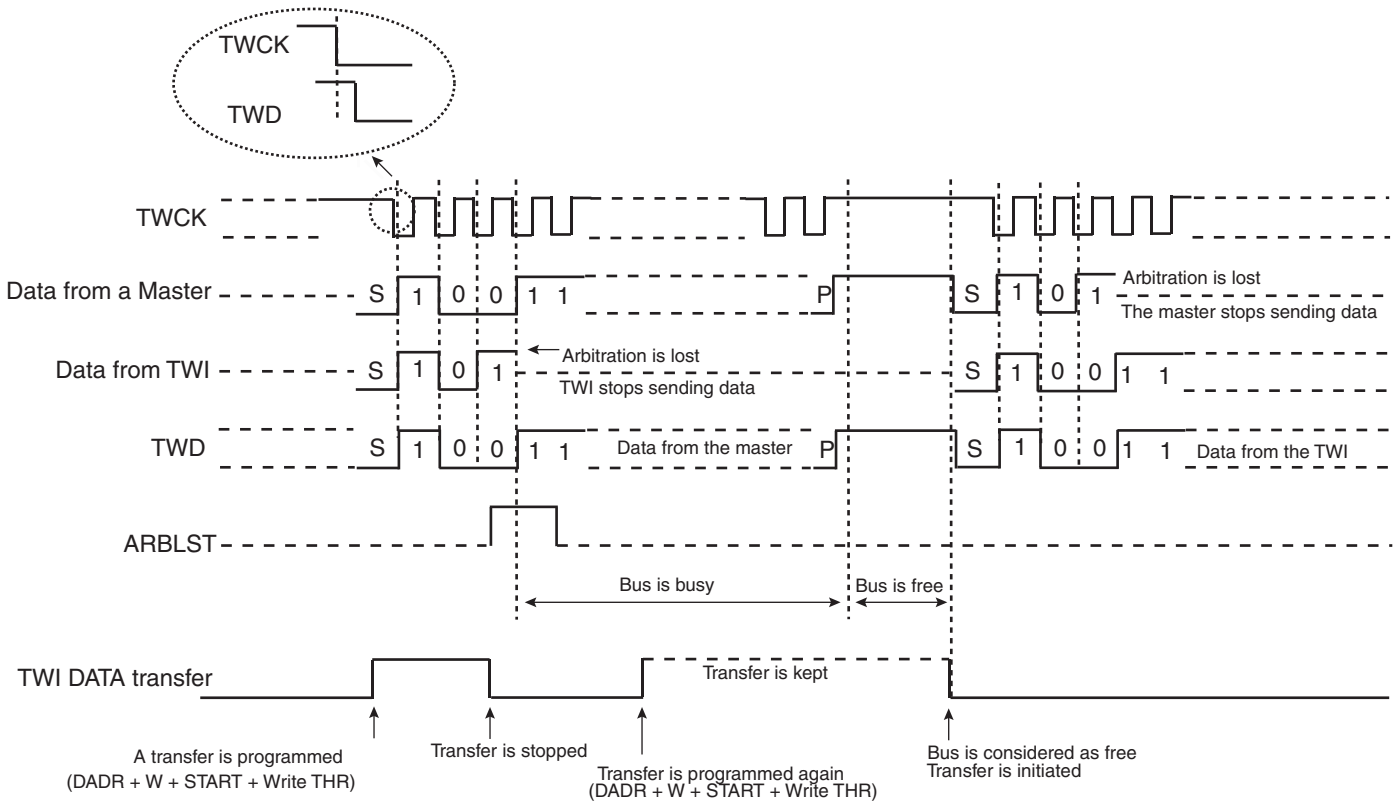 TWCK
TWD
TWCK
Data from a Master S 1 0 0 1 1 P S 1 0 1 Arbitration is lost
The master stops sending data
Data from TWI S 1 0 1 Arbitration is lost S 1 0 0 1 1
TWI stops sending data
TWD S 1 0 0 1 1 Data from the master P S 1 0 0 1 1 Data from the TWI
ARBLST
Bus is busy Bus is free
TWI DATA transfer Transfer is kept
A transfer is programmed
(DADR + W + START + Write THR)
Transfer is stopped
Transfer is programmed again
(DADR + W + START + Write THR)
Bus is considered as free
Transfer is initiated